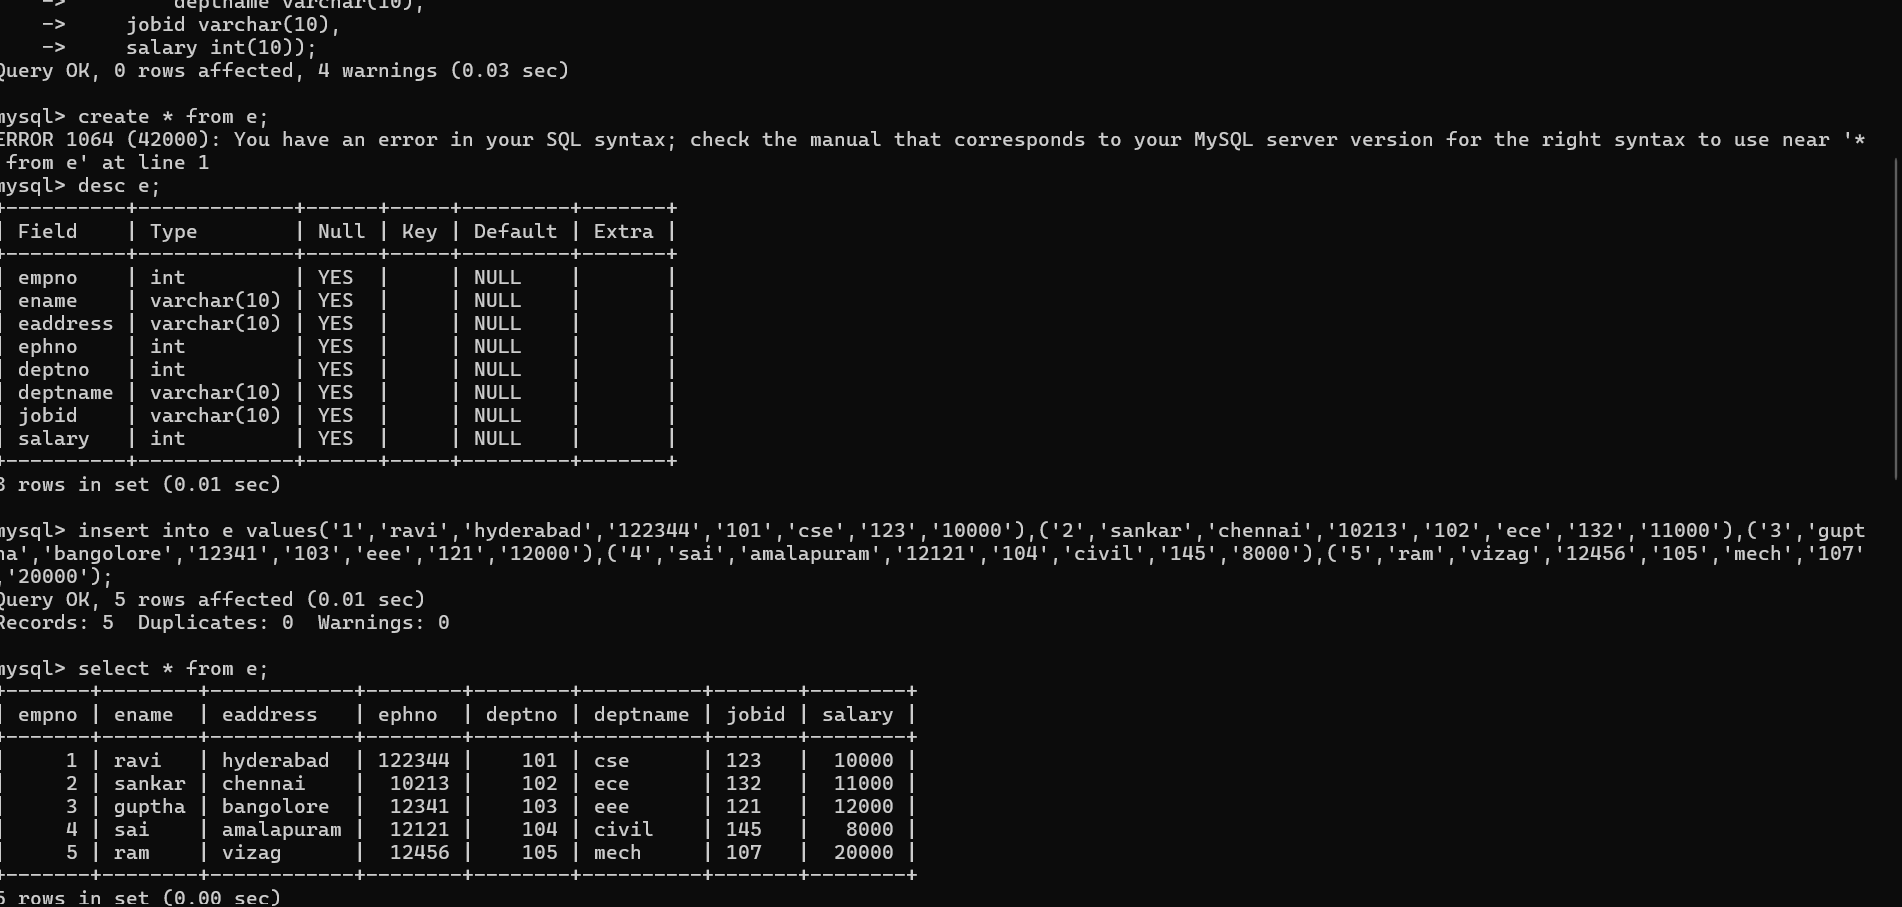 ->         deptname varchar(10),
    ->     jobid varchar(10),
    ->     salary int(10));
Query OK, 0 rows affected, 4 warnings (0.03 sec)

mysql> create * from e;
ERROR 1064 (42000): You have an error in your SQL syntax; check the manual that corresponds to your MySQL server version for the right syntax to use near '*
 from e' at line 1
mysql> desc e;
+----------+-------------+------+-----+---------+-------+
| Field    | Type        | Null | Key | Default | Extra |
+----------+-------------+------+-----+---------+-------+
| empno    | int         | YES  |     | NULL    |       |
| ename    | varchar(10) | YES  |     | NULL    |       |
| eaddress | varchar(10) | YES  |     | NULL    |       |
| ephno    | int         | YES  |     | NULL    |       |
| deptno   | int         | YES  |     | NULL    |       |
| deptname | varchar(10) | YES  |     | NULL    |       |
| jobid    | varchar(10) | YES  |     | NULL    |       |
| salary   | int         | YES  |     | NULL    |       |
+----------+-------------+------+-----+---------+-------+
8 rows in set (0.01 sec)

mysql> insert into e values('1','ravi','hyderabad','122344','101','cse','123','10000'),('2','sankar','chennai','10213','102','ece','132','11000'),('3','gupt
ha','bangolore','12341','103','eee','121','12000'),('4','sai','amalapuram','12121','104','civil','145','8000'),('5','ram','vizag','12456','105','mech','107'
,'20000');
Query OK, 5 rows affected (0.01 sec)
Records: 5  Duplicates: 0  Warnings: 0

mysql> select * from e;
+-------+--------+------------+--------+--------+----------+-------+--------+
| empno | ename  | eaddress   | ephno  | deptno | deptname | jobid | salary |
+-------+--------+------------+--------+--------+----------+-------+--------+
|     1 | ravi   | hyderabad  | 122344 |    101 | cse      | 123   |  10000 |
|     2 | sankar | chennai    |  10213 |    102 | ece      | 132   |  11000 |
|     3 | guptha | bangolore  |  12341 |    103 | eee      | 121   |  12000 |
|     4 | sai    | amalapuram |  12121 |    104 | civil    | 145   |   8000 |
|     5 | ram    | vizag      |  12456 |    105 | mech     | 107   |  20000 |
+-------+--------+------------+--------+--------+----------+-------+--------+
5 rows in set (0.00 sec)